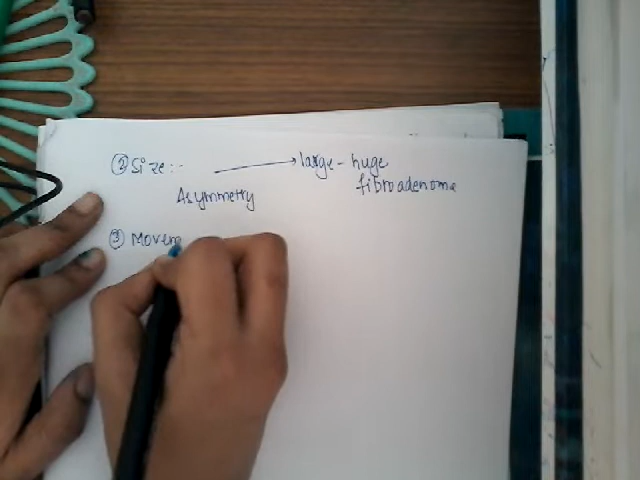 ② Size :-- → large - huge
Asymmetry fibroadenoma
③ Movem